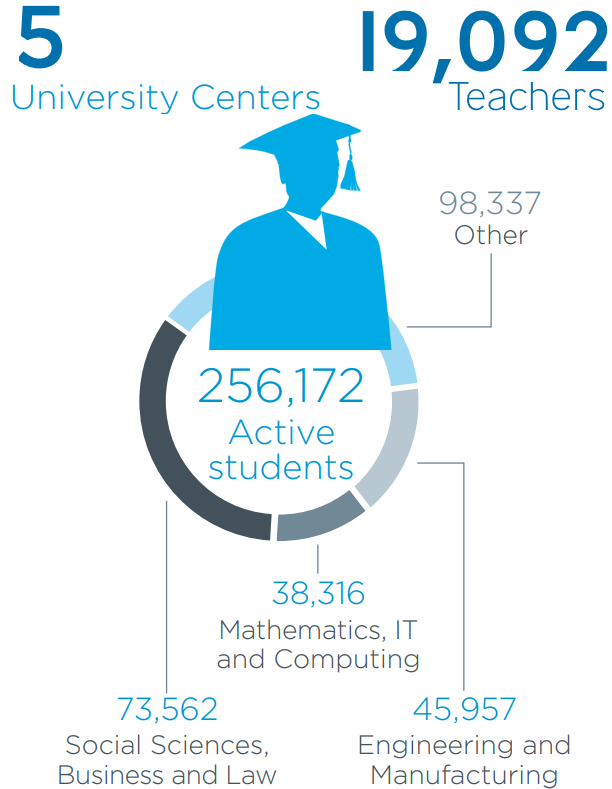 5
University Centers
19,092
Teachers
98,337
Other
256,172
Active
students
38,316
Mathematics, IT
and Computing
73,562
Social Sciences,
Business and Law
45,957
Engineering and
Manufacturing